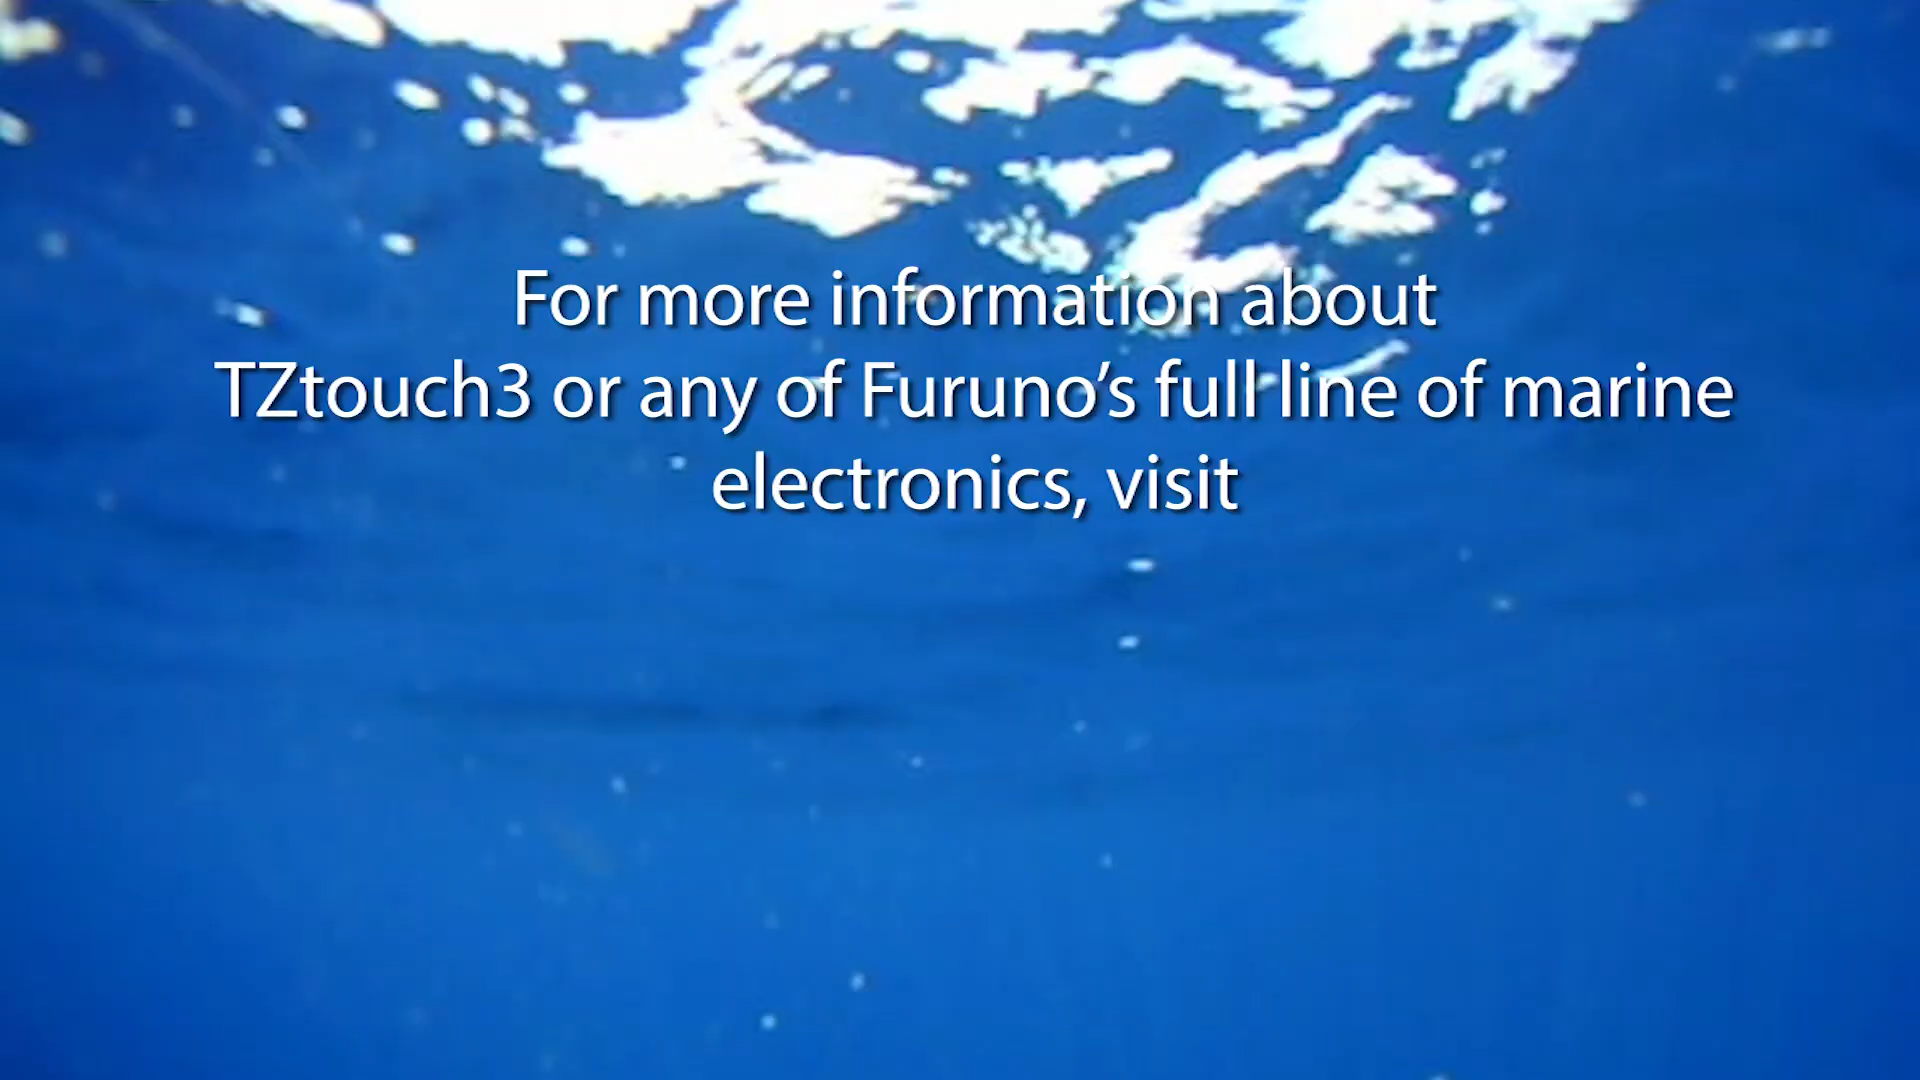 For more information about
TZtouch3 or any of Furuno’s full line of marine
electronics, visit